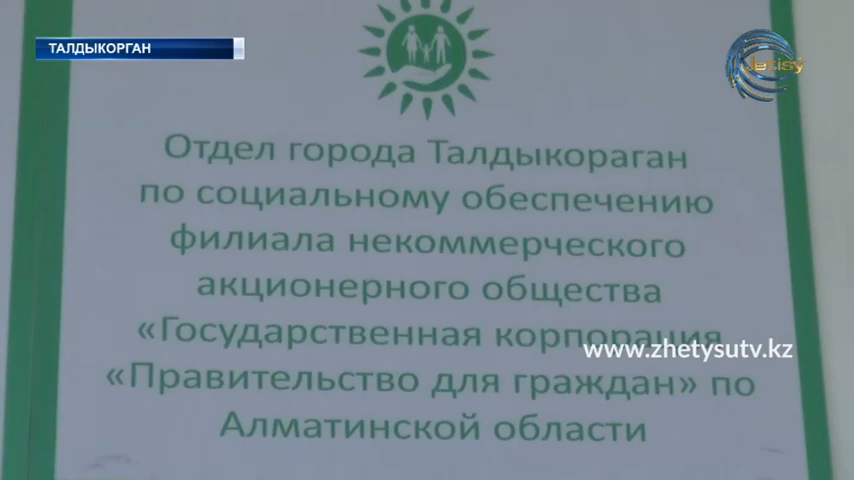 ТАЛДЫКОРГАН
Jetisý
Отдел города Талдыкораган
по социальному обеспечению
филиала некоммерческого
акционерного общества
«Государственная корпорация
www.zhetysutv.kz
«Правительство для граждан» по
Алматинской области